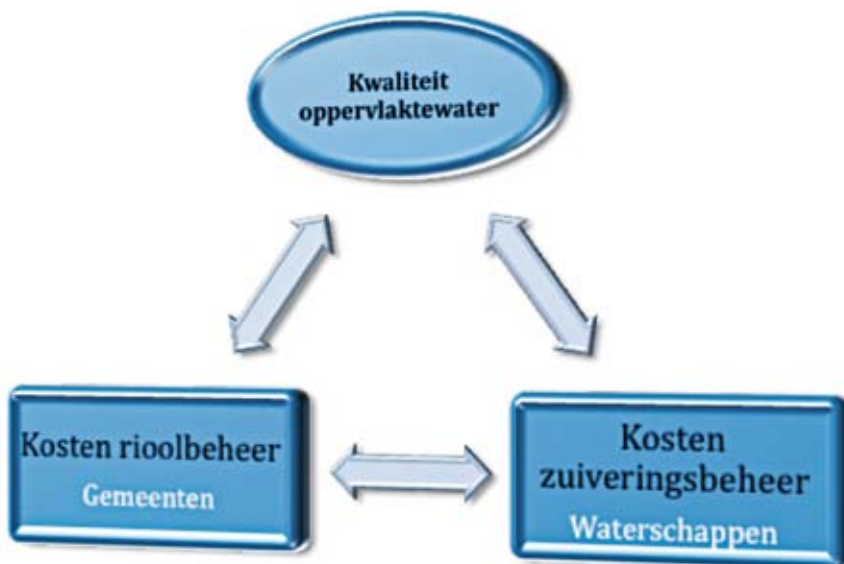 Kwaliteit
oppervlaktewater
Kosten rioolbeheer
Gemeenten
Kosten
zuiveringsbeheer
Waterschappen